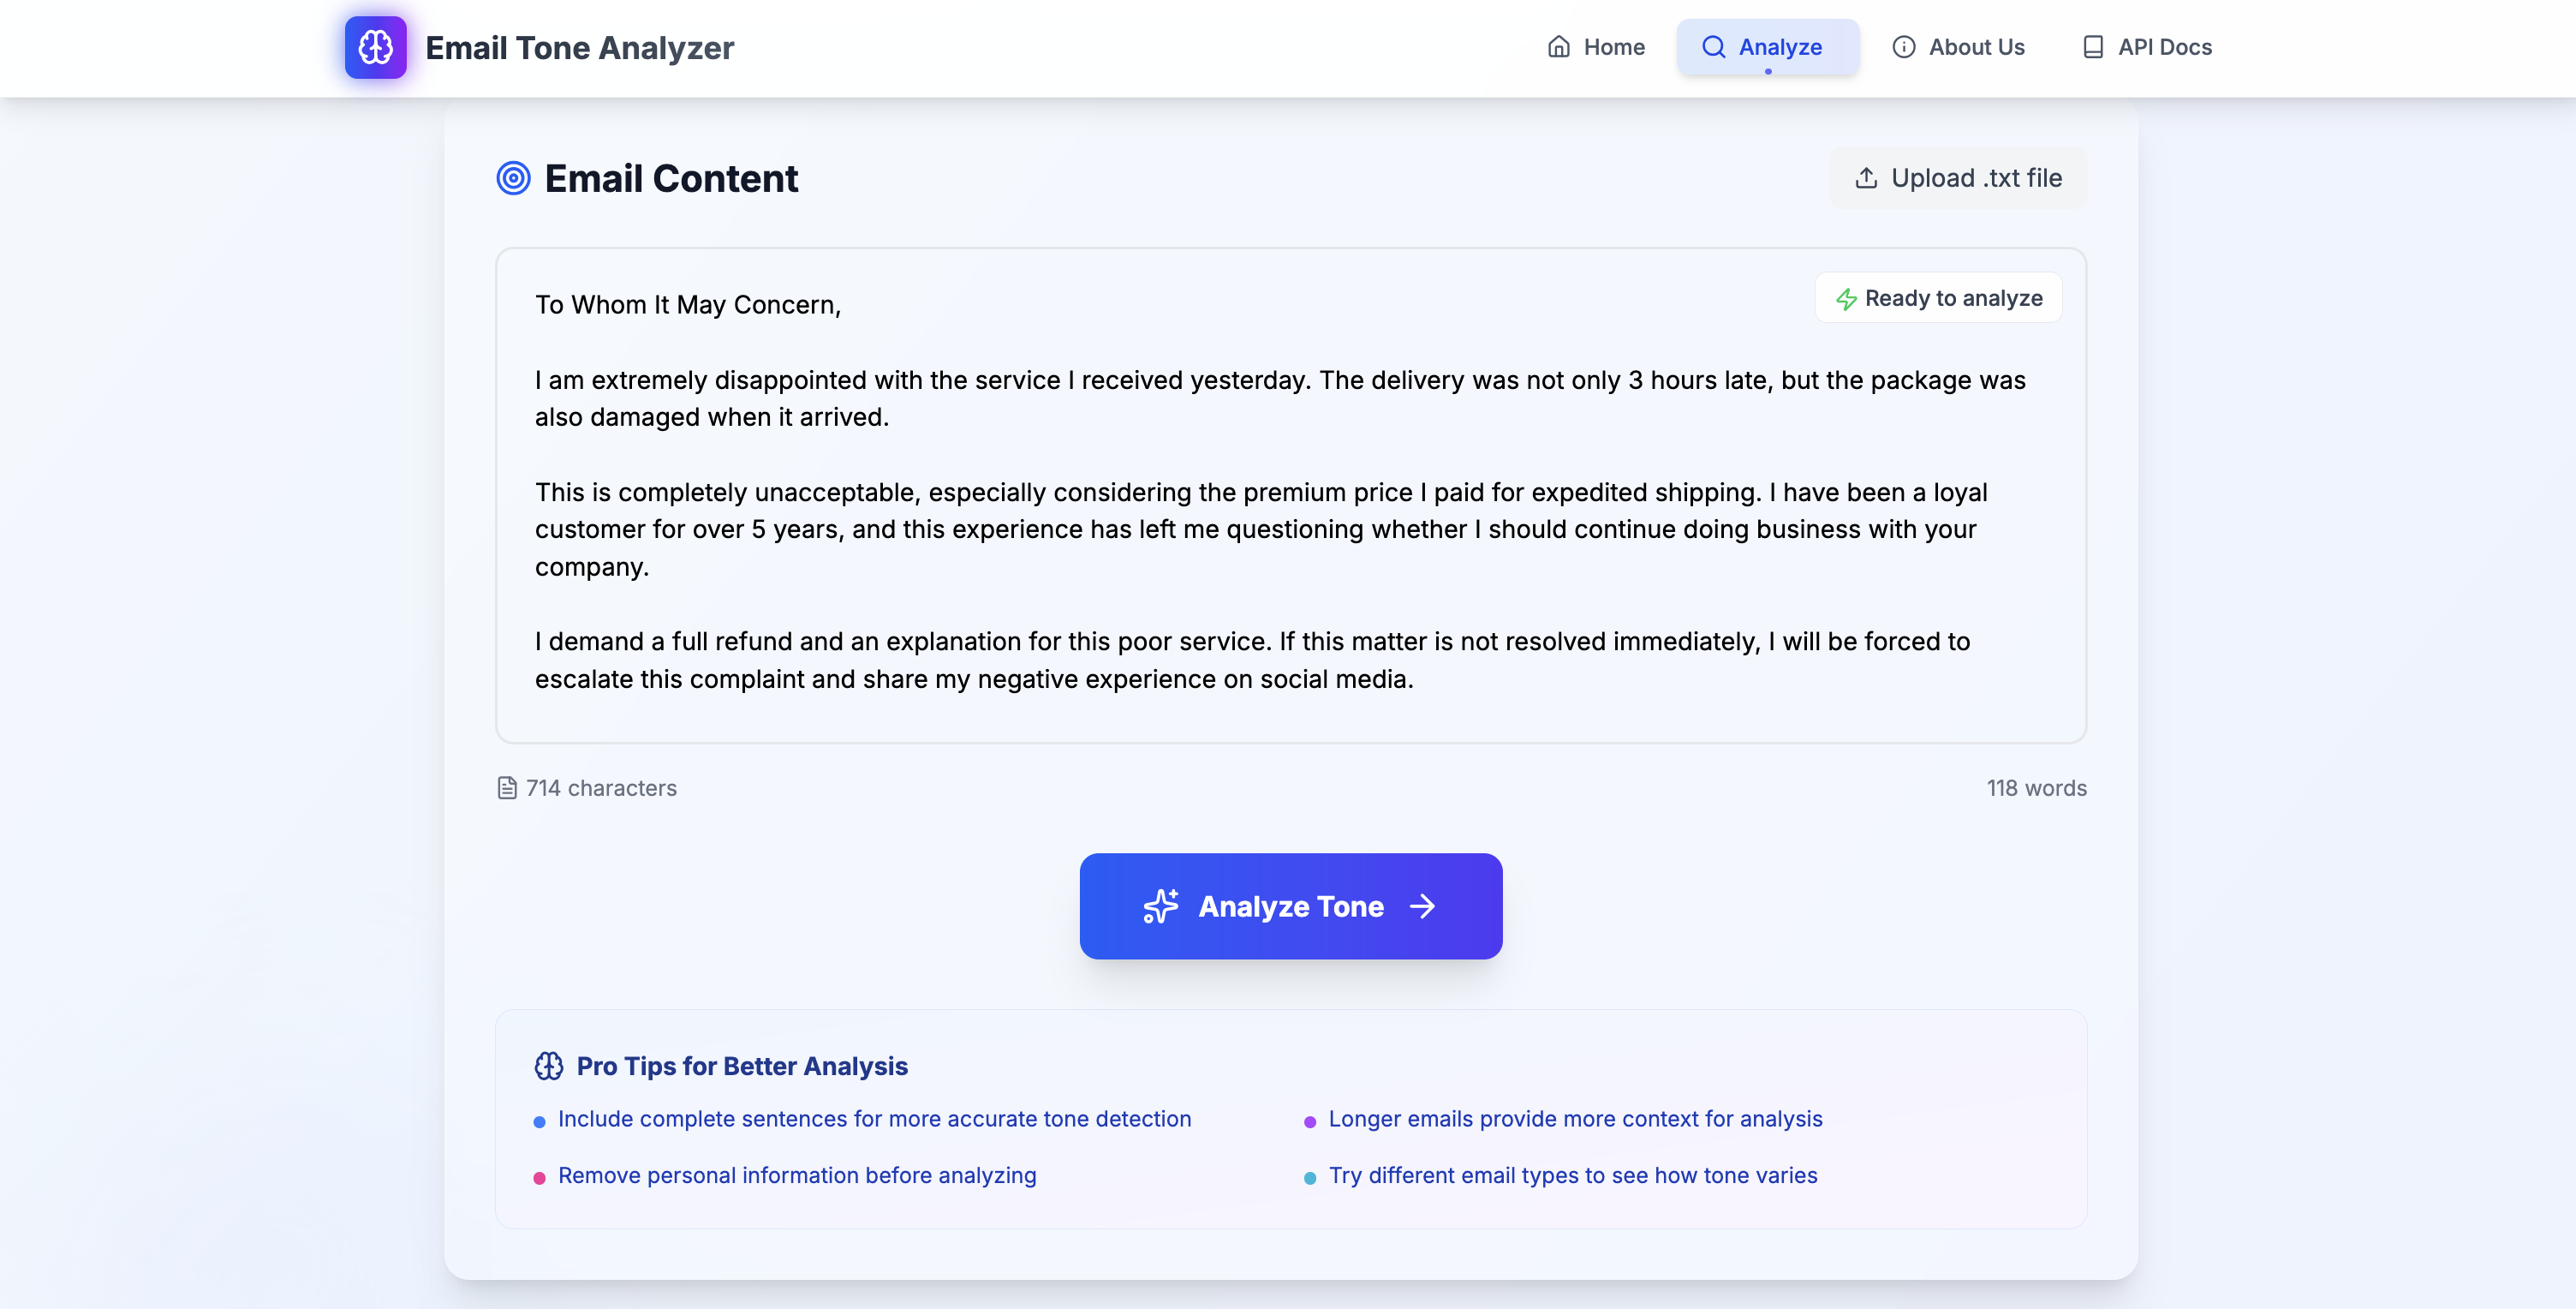 Email Tone Analyzer
Home
Analyze
About Us
API Docs
Email Content
Upload .txt file
Ready to analyze
To Whom It May Concern,
I am extremely disappointed with the service I received yesterday. The delivery was not only 3 hours late, but the package was
also damaged when it arrived.
This is completely unacceptable, especially considering the premium price I paid for expedited shipping. I have been a loyal
customer for over 5 years, and this experience has left me questioning whether I should continue doing business with your
company.
I demand a full refund and an explanation for this poor service. If this matter is not resolved immediately, I will be forced to
escalate this complaint and share my negative experience on social media.
714 characters
118 words
Analyze Tone
Pro Tips for Better Analysis
Include complete sentences for more accurate tone detection
Longer emails provide more context for analysis
Remove personal information before analyzing
Try different email types to see how tone varies